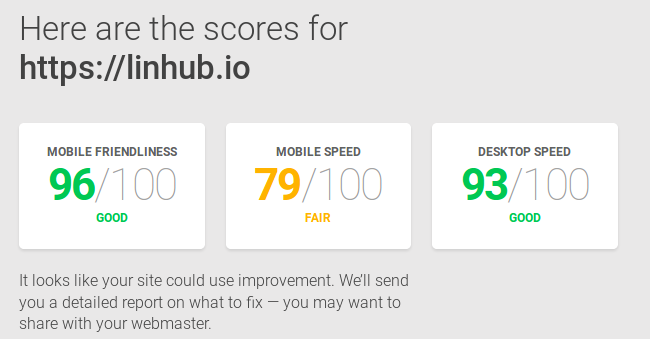 Here are the scores for
https://linhub.io
MOBILE FRIENDLINESS
96/100
GOOD
MOBILE SPEED
79/100
FAIR
DESKTOP SPEED
93/100
GOOD
It looks like your site could use improvement. We’ll send
you a detailed report on what to fix — you may want to
share with your webmaster.